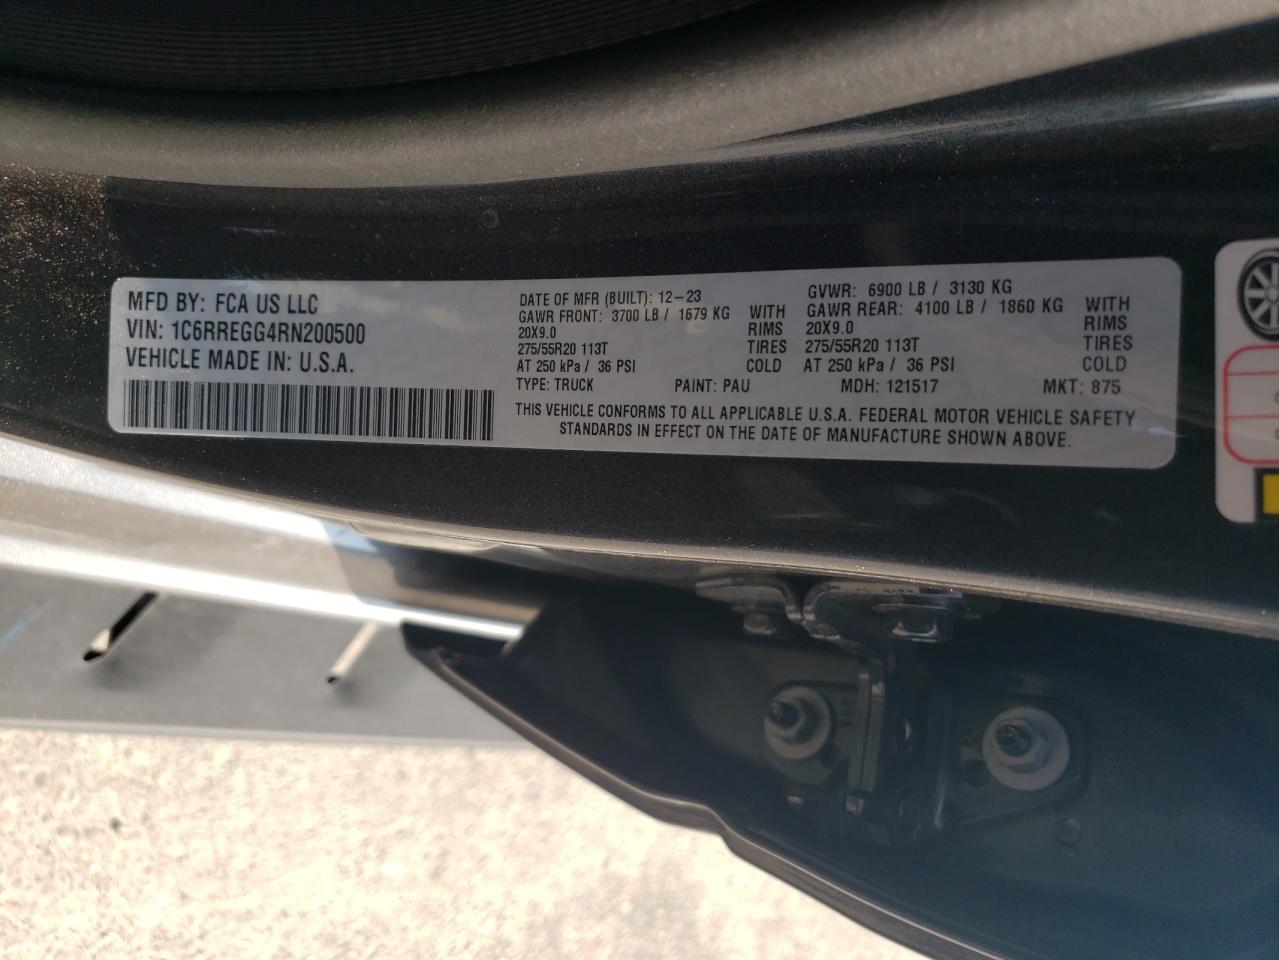 MFD BY: FCA US LLC
VIN: 1C6RREGG4RN200500
VEHICLE MADE IN: U.S.A.
DATE OF MFR (BUILT): 12-23
GAWR FRONT: 3700 LB / 1679 KG WITH
20X9.0 RIMS
275/55R20 113T TIRES
AT 250 kPa / 36 PSI COLD
GVWR: 6900 LB / 3130 KG
GAWR REAR: 4100 LB / 1860 KG WITH
20X9.0 RIMS
275/55R20 113T TIRES
AT 250 kPa / 36 PSI COLD
TYPE: TRUCK PAINT: PAU MDH: 121517 MKT: 875
THIS VEHICLE CONFORMS TO ALL APPLICABLE U.S.A. FEDERAL MOTOR VEHICLE SAFETY
STANDARDS IN EFFECT ON THE DATE OF MANUFACTURE SHOWN ABOVE.